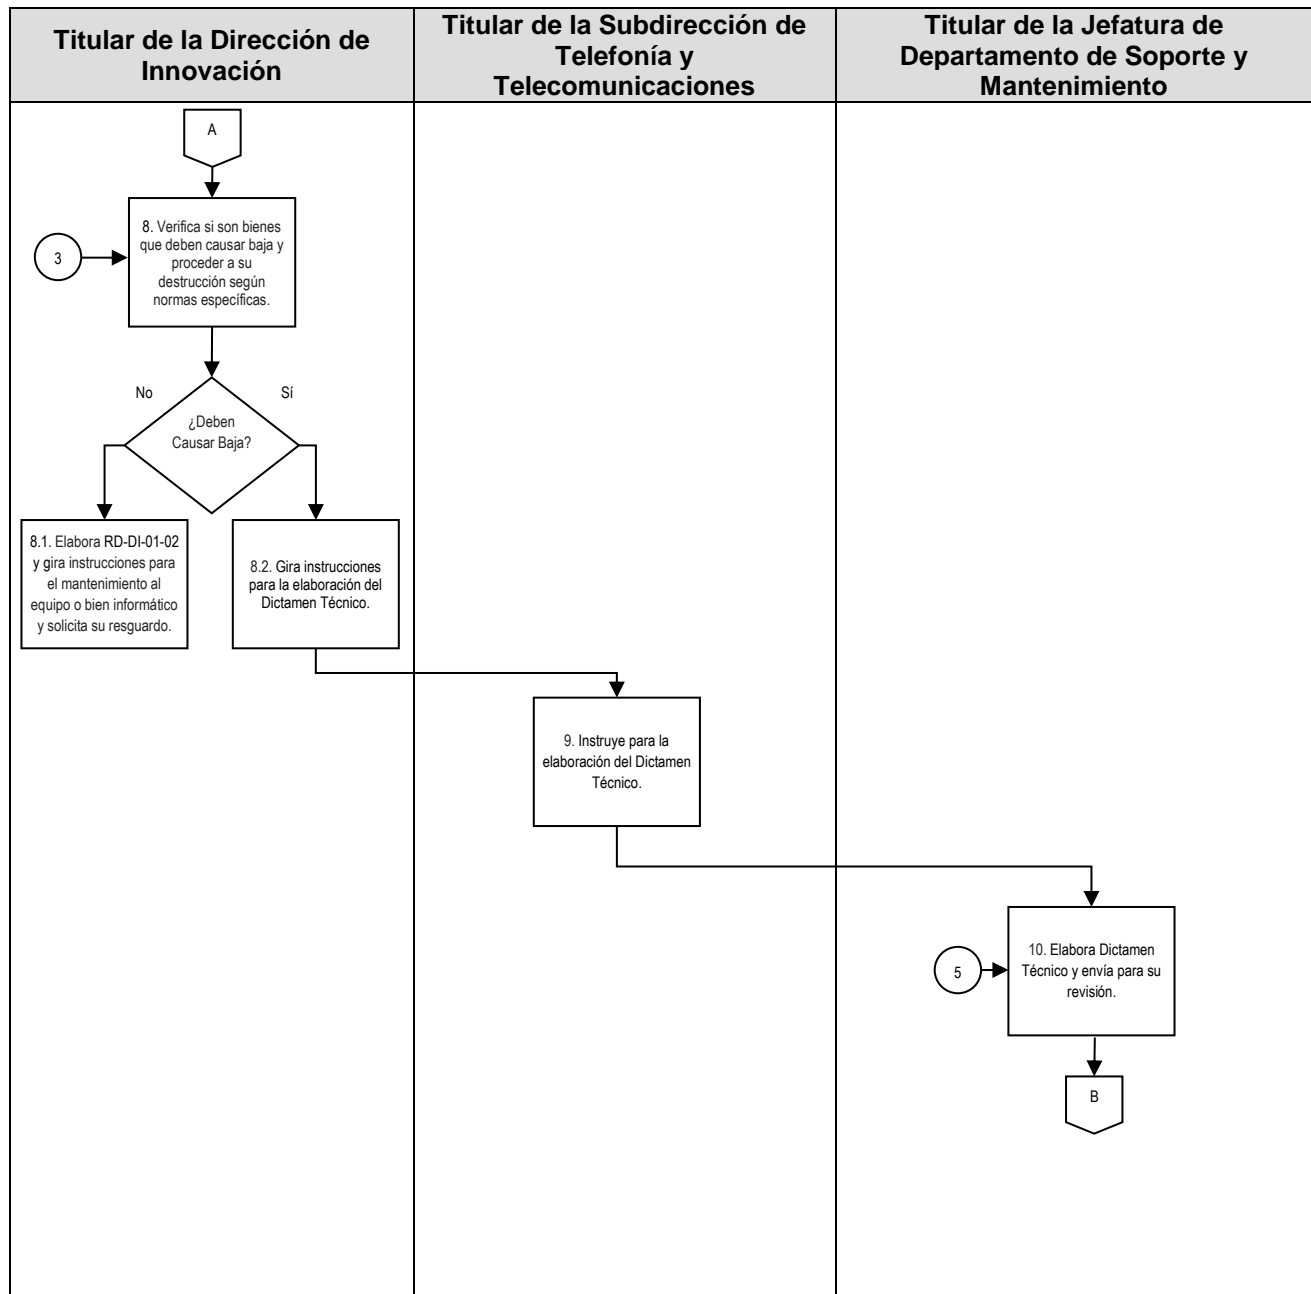 Titular de la Dirección de
Innovación
Titular de la Subdirección de
Telefonía y
Telecomunicaciones
Titular de la Jefatura de
Departamento de Soporte y
Mantenimiento
A
8. Verifica si son bienes
que deben causar baja y
proceder a su
destrucción según
normas específicas.
3
No
Sí
¿Deben
Causar Baja?
8.1. Elabora RD-DI-01-02
y gira instrucciones para
el mantenimiento al
equipo o bien informático
y solicita su resguardo.
8.2. Gira instrucciones
para la elaboración del
Dictamen Técnico.
9. Instruye para la
elaboración del Dictamen
Técnico.
5
10. Elabora Dictamen
Técnico y envía para su
revisión.
B